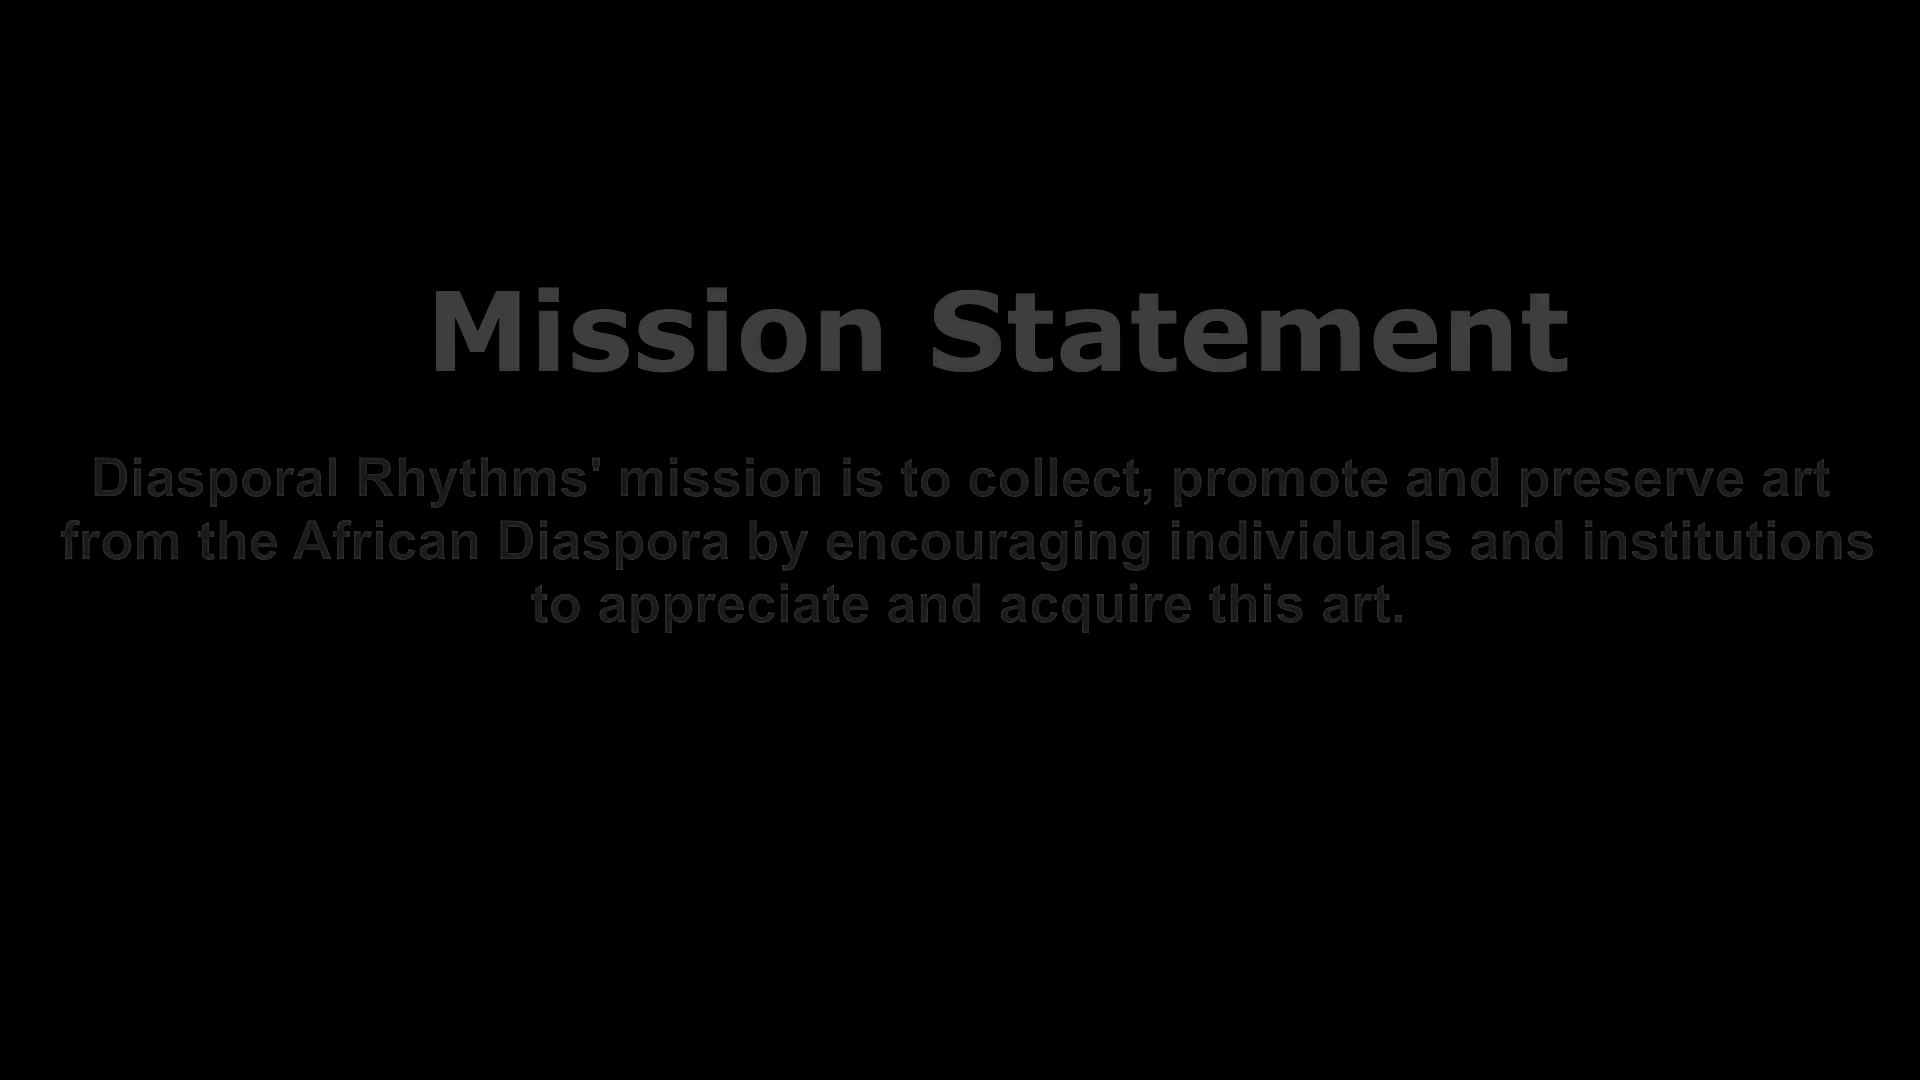 Mission Statement
Diasporal Rhythms' mission is to collect, promote and preserve art
from the African Diaspora by encouraging individuals and institutions
to appreciate and acquire this art.